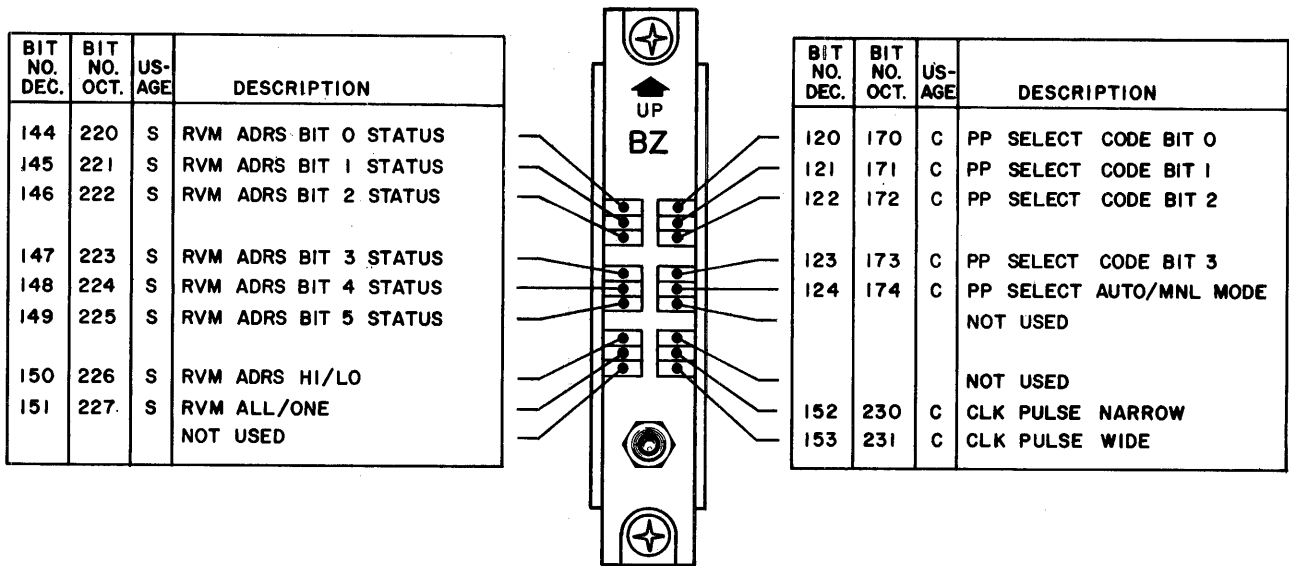 BIT NO. DEC. BIT NO. OCT. US-AGE DESCRIPTION
144 220 S RVM ADRS BIT 0 STATUS
145 221 S RVM ADRS BIT 1 STATUS
146 222 S RVM ADRS BIT 2 STATUS
147 223 S RVM ADRS BIT 3 STATUS
148 224 S RVM ADRS BIT 4 STATUS
149 225 S RVM ADRS BIT 5 STATUS
150 226 S RVM ADRS HI/LO
151 227 S RVM ALL/ONE
NOT USED
UP
BZ
BIT NO. DEC. BIT NO. OCT. US-AGE DESCRIPTION
120 170 C PP SELECT CODE BIT 0
121 171 C PP SELECT CODE BIT 1
122 172 C PP SELECT CODE BIT 2
123 173 C PP SELECT CODE BIT 3
124 174 C PP SELECT AUTO/MNL MODE
NOT USED
NOT USED
152 230 C CLK PULSE NARROW
153 231 C CLK PULSE WIDE